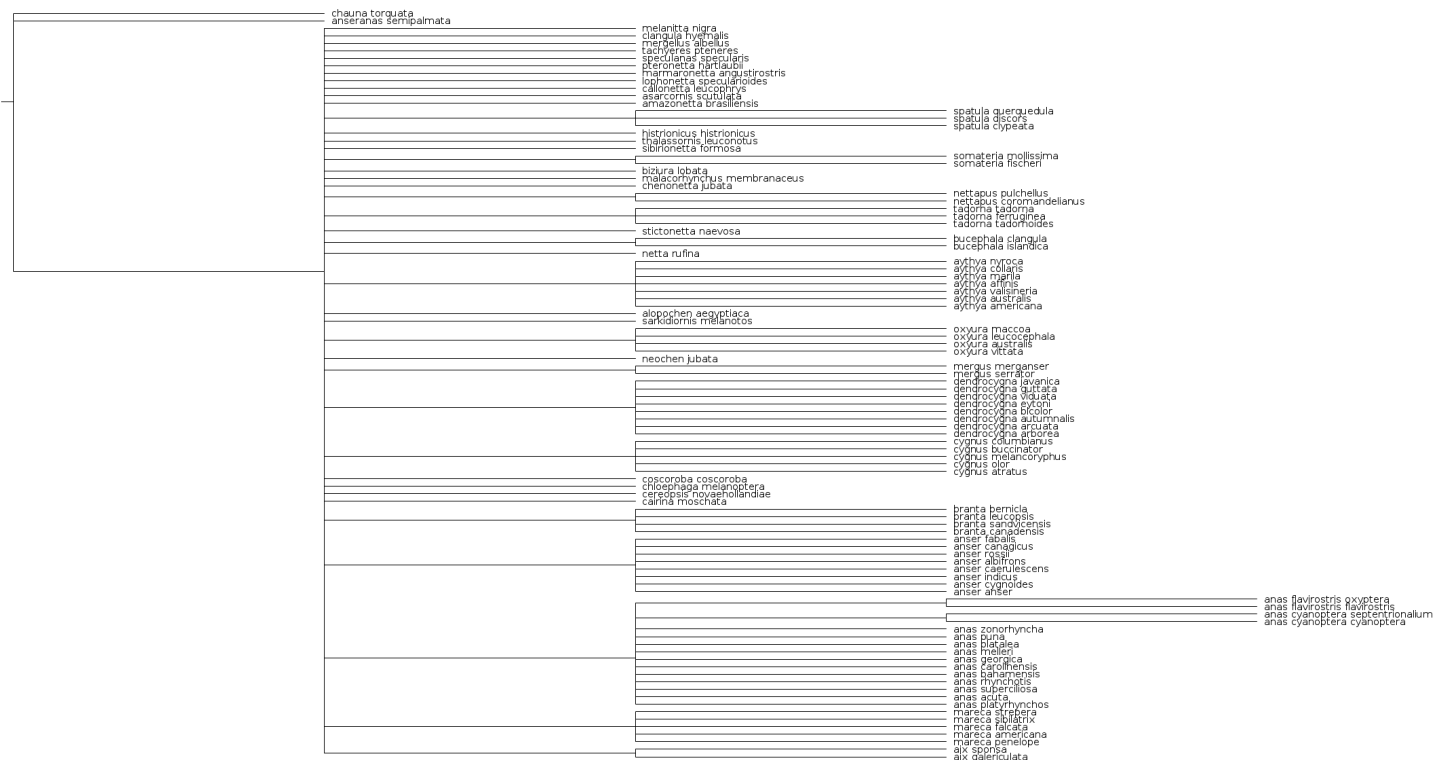 chauna torquata
anseranas semipalmata
melanitta nigra
clangula hyemalis
mergellus albellus
tachyeres pteneres
speculanas specularis
pteronetta hartlaubii
marmaronetta angustirostris
lophonetta specularioides
callonetta leucophrys
asarcornis scutulata
amazonetta brasiliensis
spatula querquedula
spatula discors
spatula clypeata
histrionicus histrionicus
thalassornis leuconotus
sibirionetta formosa
somateria mollissima
somateria fischeri
biziura lobata
malacorhynchus membranaceus
chenonetta jubata
nettapus pulchellus
nettapus coromandelianus
tadorna tadorna
tadorna ferruginea
tadorna tadornoides
stictonetta naevosa
bucephala clangula
bucephala islandica
netta rufina
aythya nyroca
aythya collaris
aythya marila
aythya affinis
aythya valisineria
aythya australis
aythya americana
alopochen aegyptiaca
sarkidiornis melanotos
oxyura maccoa
oxyura leucocephala
oxyura australis
oxyura vittata
neochen jubata
mergus merganser
mergus serrator
dendrocygna javanica
dendrocygna guttata
dendrocygna viduata
dendrocygna eytoni
dendrocygna bicolor
dendrocygna autumnalis
dendrocygna arcuata
dendrocygna arborea
cygnus columbianus
cygnus buccinator
cygnus melancoryphus
cygnus olor
cygnus atratus
coscoroba coscoroba
chloephaga melanoptera
cereopsis novaehollandiae
cairina moschata
branta bernicla
branta leucopsis
branta sandvicensis
branta canadensis
anser fabalis
anser canagicus
anser rossii
anser albifrons
anser caerulescens
anser indicus
anser cygnoides
anser anser
anas flavirostris oxyptera
anas flavirostris flavirostris
anas cyanoptera septentrionalium
anas cyanoptera cyanoptera
anas zonorhyncha
anas puna
anas platalea
anas melleri
anas georgica
anas carolinensis
anas bahamensis
anas rhynchotis
anas superciliosa
anas acuta
anas platyrhynchos
mareca strepera
mareca sibilatrix
mareca falcata
mareca americana
mareca penelope
aix sponsa
aix galericulata